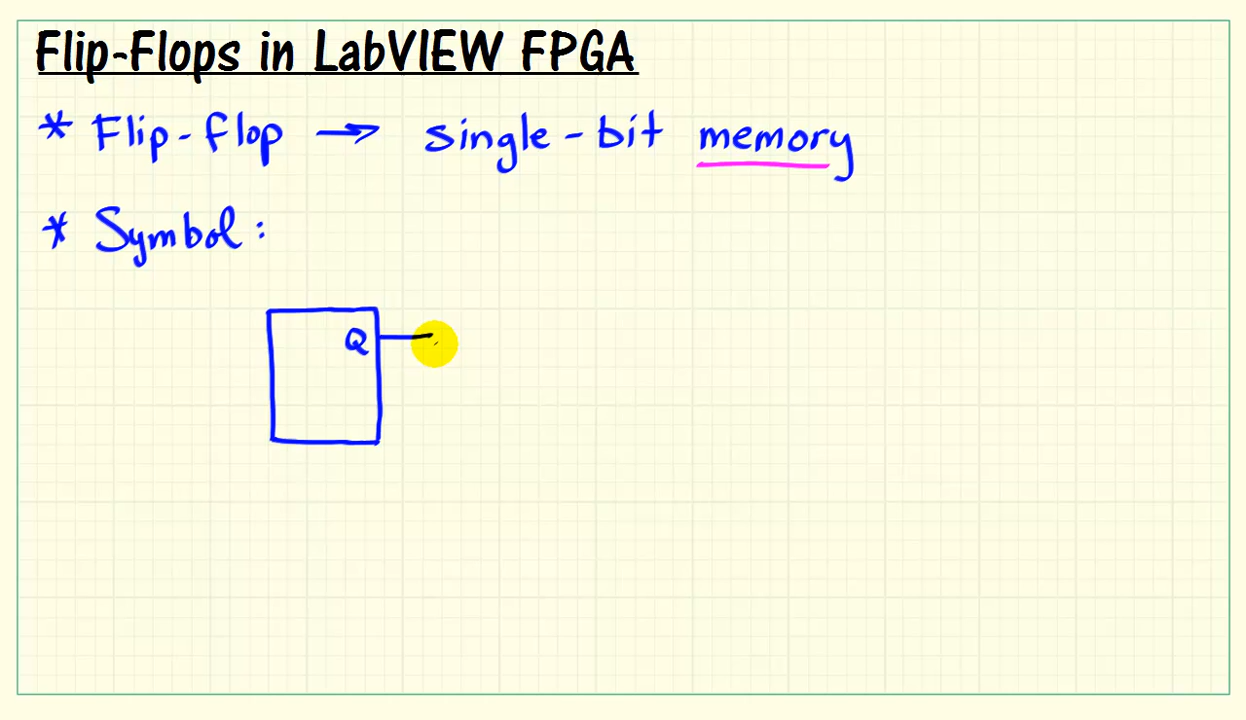 Flip-Flops in LabVIEW FPGA
* Flip-flop → single-bit memory
* Symbol:
Q